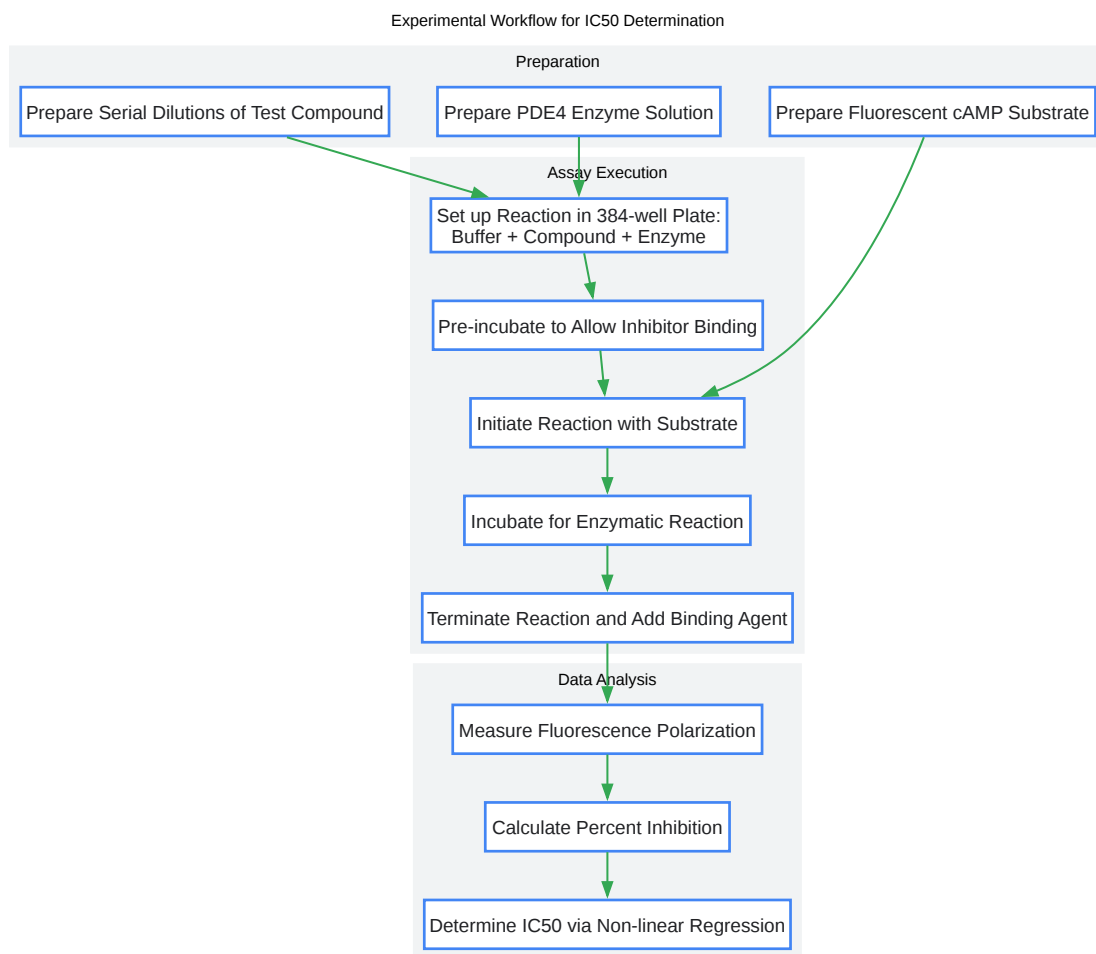 Experimental Workflow for IC50 Determination
Preparation
Prepare Serial Dilutions of Test Compound
Prepare PDE4 Enzyme Solution
Prepare Fluorescent cAMP Substrate
Assay Execution
Set up Reaction in 384-well Plate:
Buffer + Compound + Enzyme
Pre-incubate to Allow Inhibitor Binding
Initiate Reaction with Substrate
Incubate for Enzymatic Reaction
Terminate Reaction and Add Binding Agent
Data Analysis
Measure Fluorescence Polarization
Calculate Percent Inhibition
Determine IC50 via Non-linear Regression